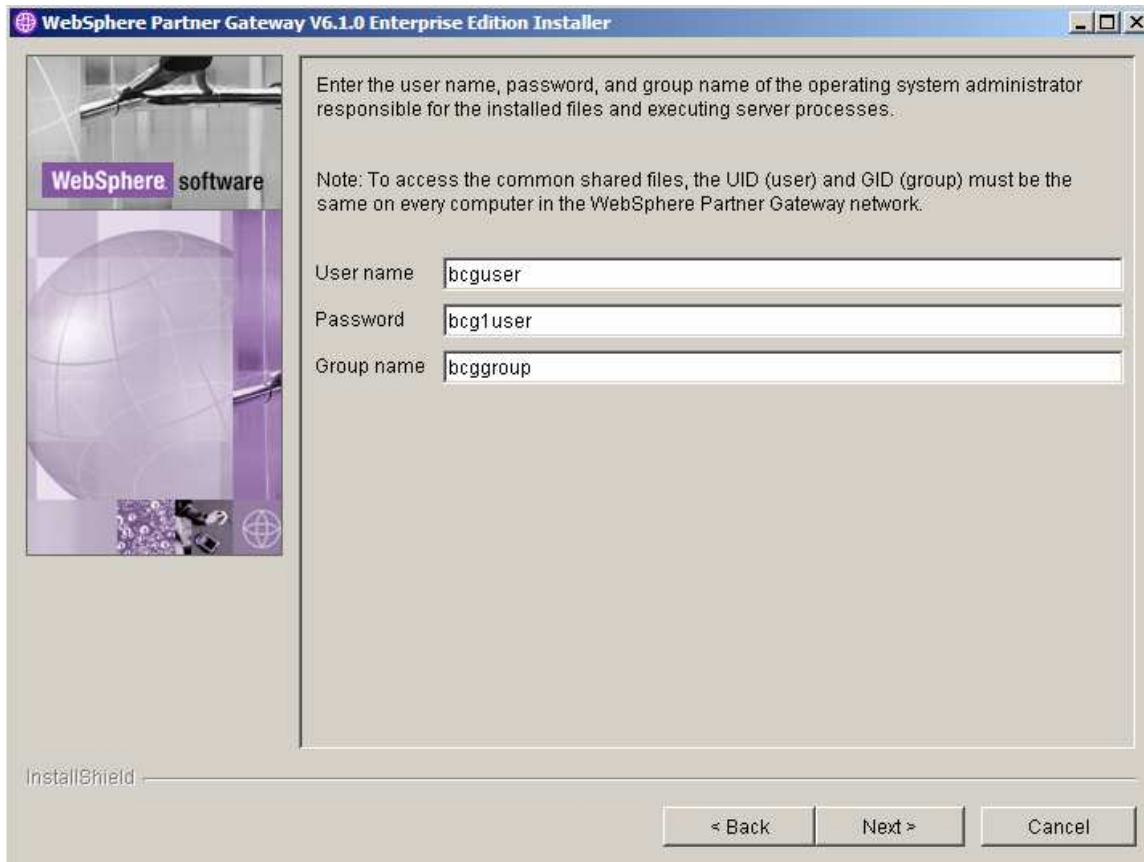 WebSphere Partner Gateway V6.1.0 Enterprise Edition Installer
WebSphere software
Enter the user name, password, and group name of the operating system administrator
responsible for the installed files and executing server processes.
Note: To access the common shared files, the UID (user) and GID (group) must be the
same on every computer in the WebSphere Partner Gateway network.
User name bcguser
Password bcg1user
Group name bcggroup
InstallShield
< Back Next > Cancel